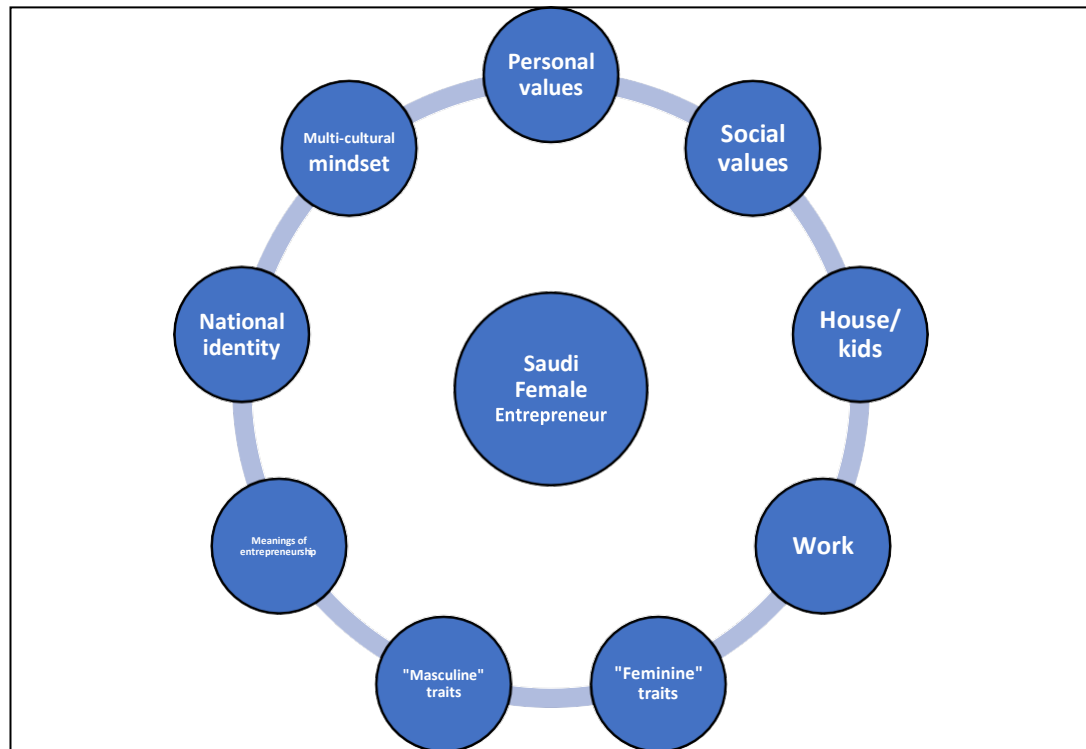 Personal
values
Social
values
House/
kids
Work
"Feminine"
traits
"Masculine"
traits
Meanings of
entrepreneurship
National
identity
Multi-cultural
mindset
Saudi
Female
Entrepreneur